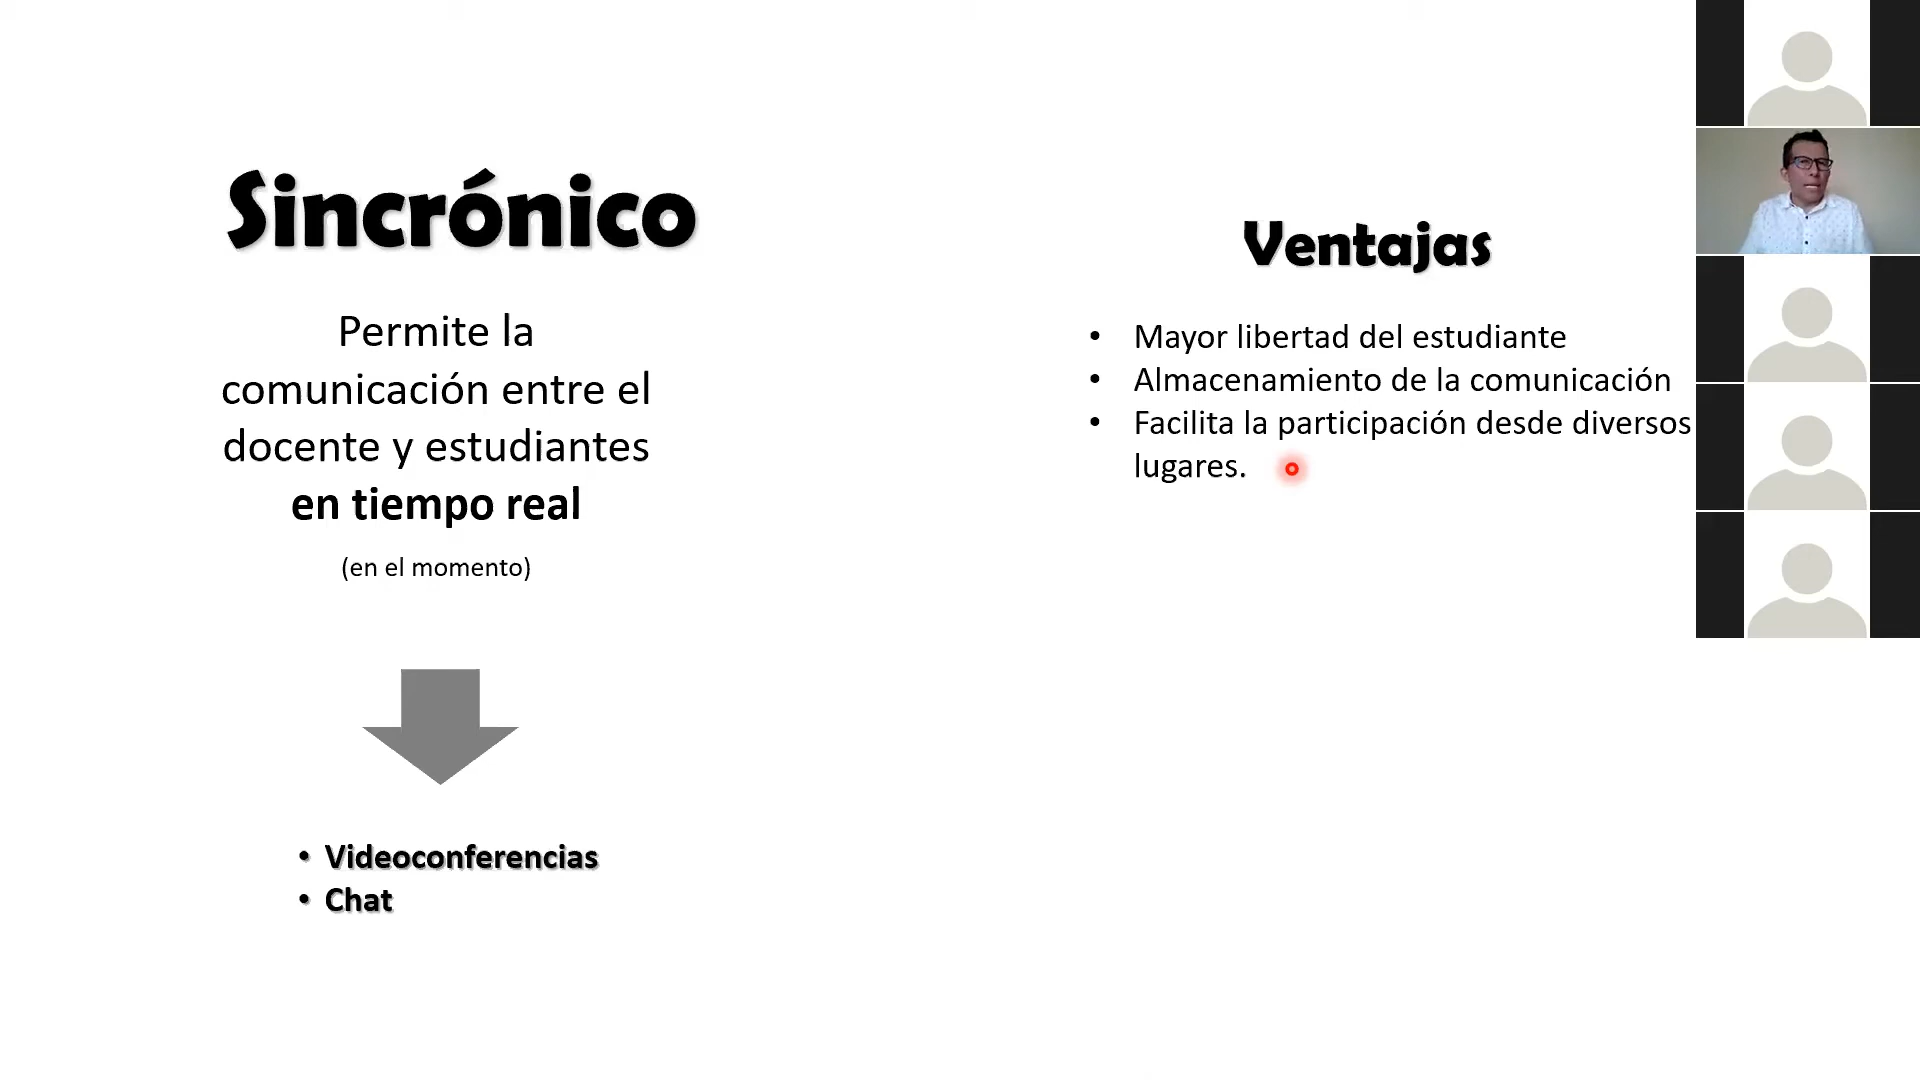 Sincrónico
Permite la
comunicación entre el
docente y estudiantes
en tiempo real
(en el momento)
• Videoconferencias
• Chat
Ventajas
• Mayor libertad del estudiante
• Almacenamiento de la comunicación
• Facilita la participación desde diversos
lugares.